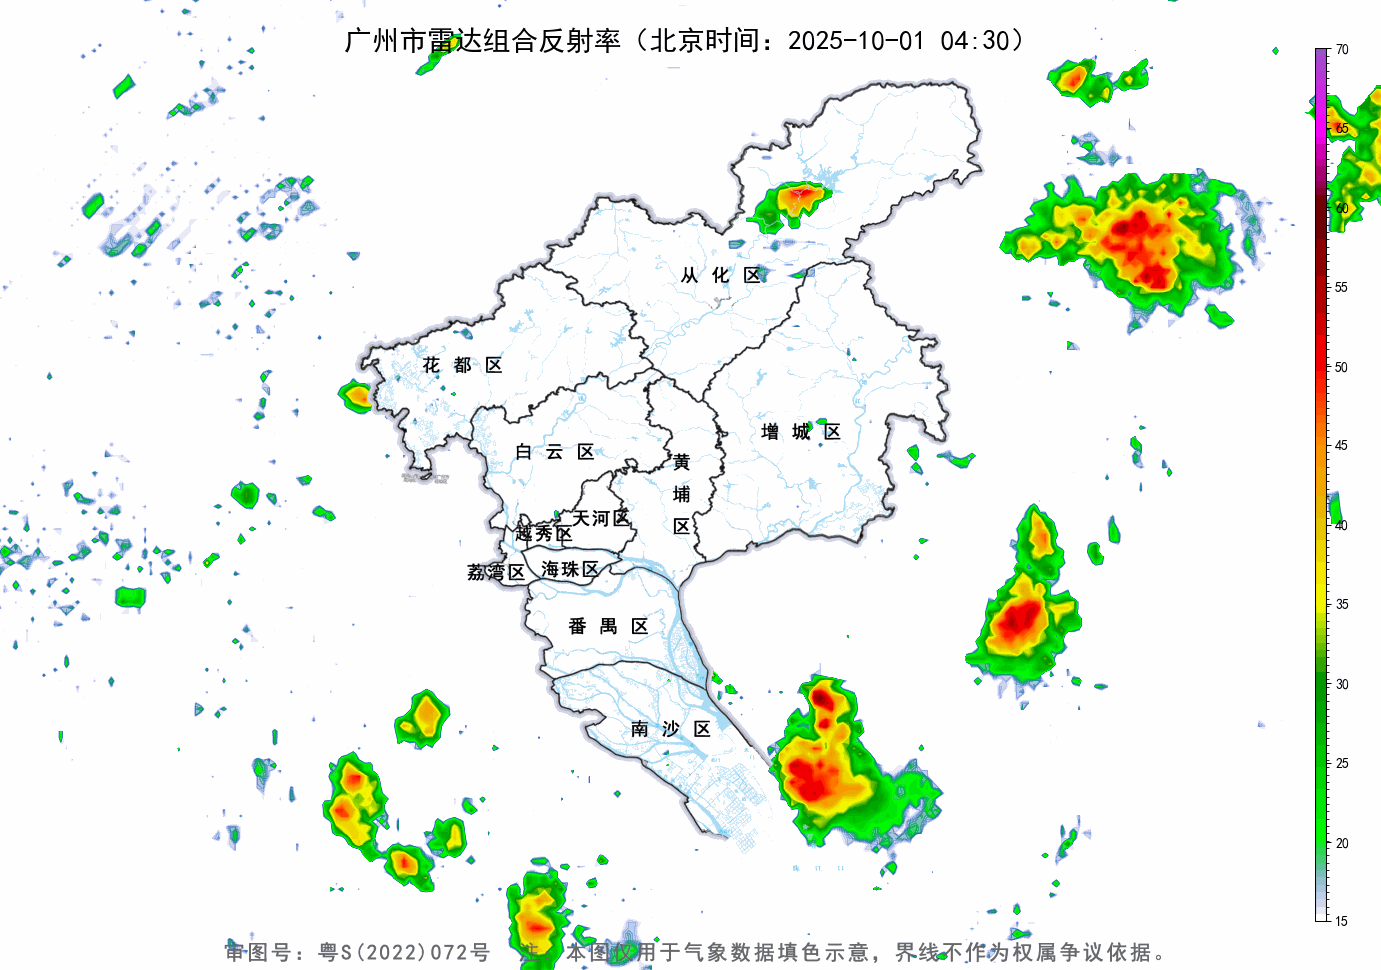 广州市雷达组合反射率（北京时间：2025-10-01 04:30）
70
65
60
从 化 区
55
花 都 区
50
增 城 区
45
白 云 区
黄
埔
区
40
天河区
越秀区
海珠区
荔湾区
35
番 禺 区
30
南 沙 区
25
20
15
审图号：粤S(2022)072号 注：本图仅用于气象数据填色示意，界线不作为权属争议依据。